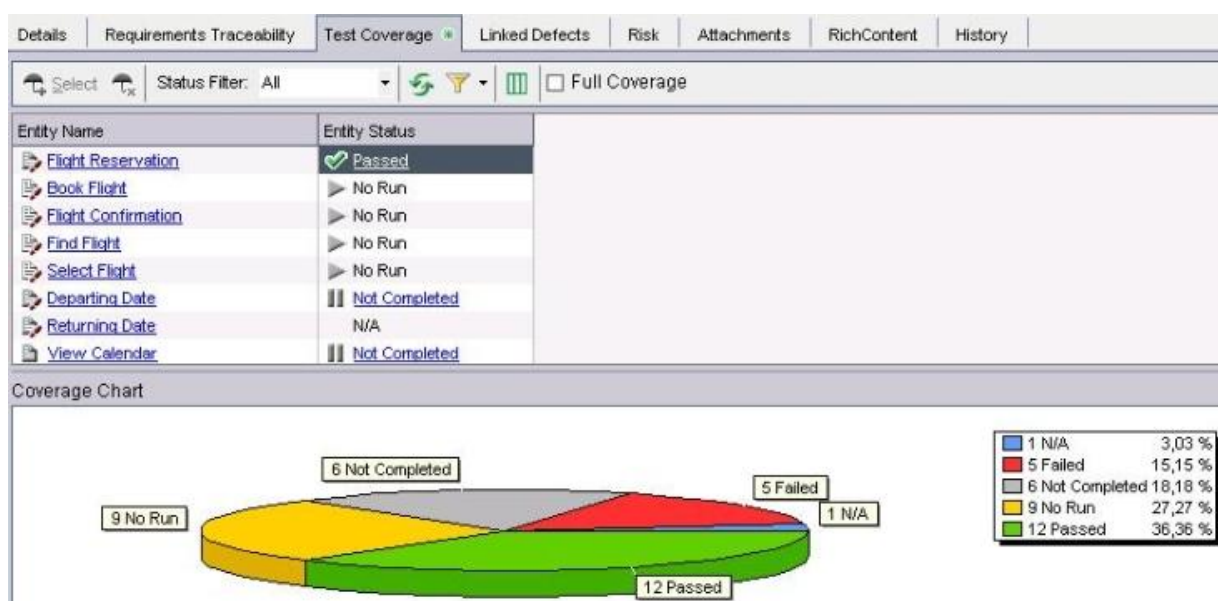 Details Requirements Traceability Test Coverage Linked Defects Risk Attachments RichContent History
Select Status Filter: All Full Coverage
Entity Name Entity Status
Flight Reservation Passed
Book Flight No Run
Flight Confirmation No Run
Find Flight No Run
Select Flight No Run
Departing Date Not Completed
Returning Date N/A
View Calendar Not Completed
Coverage Chart
1 N/A 3,03 %
5 Failed 15,15 %
6 Not Completed 18,18 %
9 No Run 27,27 %
12 Passed 36,36 %
6 Not Completed
5 Failed
1 N/A
9 No Run
12 Passed